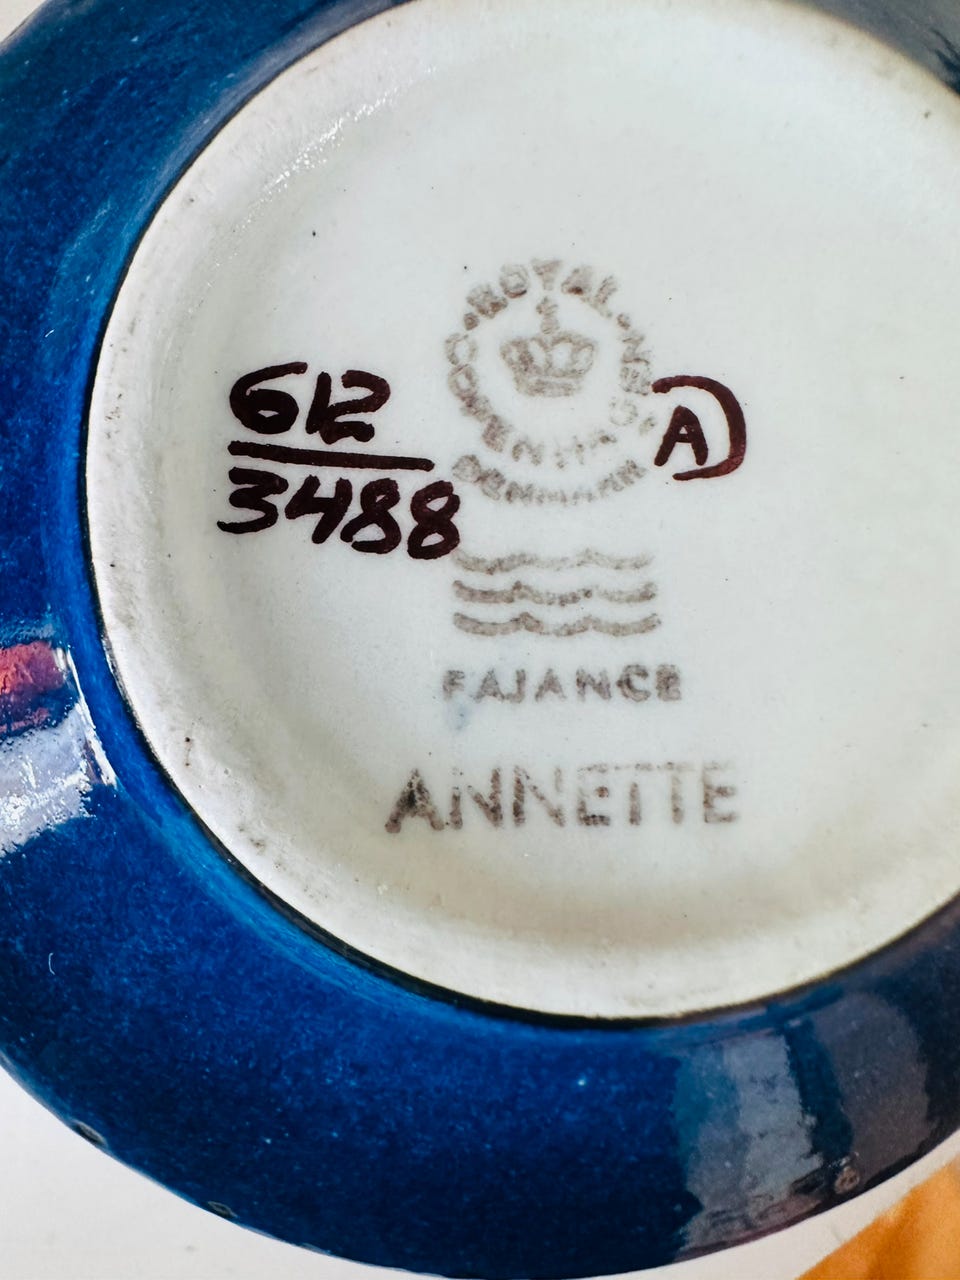 ROYAL
COPENHAGEN
DENMARK
612
3488
A
FAJANCE
ANNETTE